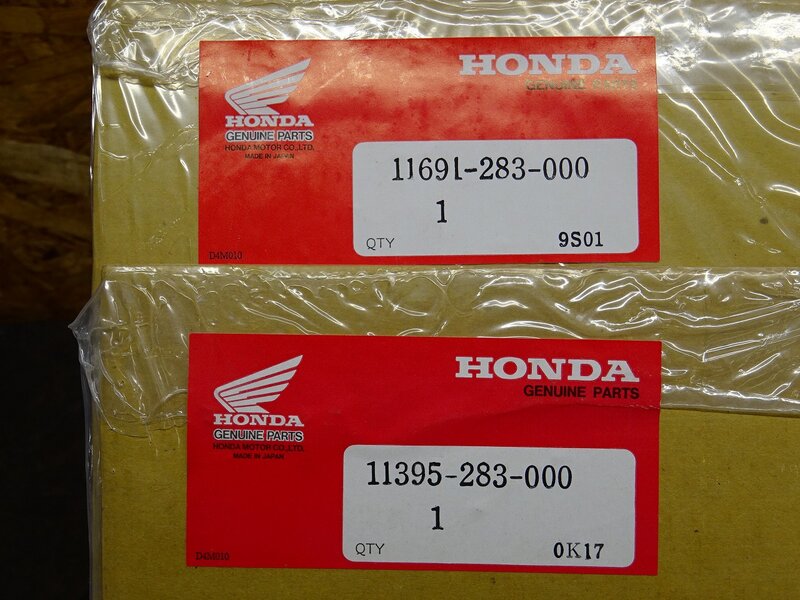 HONDA
GENUINE PARTS
HONDA
GENUINE PARTS
HONDA MOTOR CO.,LTD.
MADE IN JAPAN
11691-283-000
1
QTY
9S01
D4M010
HONDA
GENUINE PARTS
HONDA
GENUINE PARTS
HONDA MOTOR CO.,LTD.
MADE IN JAPAN
11395-283-000
1
QTY
0K17
D4M010